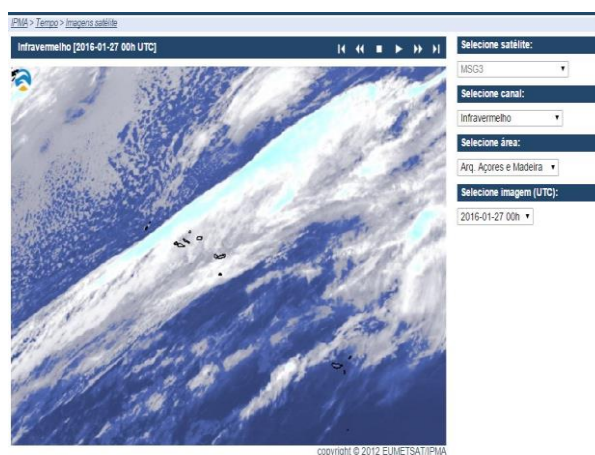 IPMA > Tempo > Imagens satélite
Infravermelho [2016-01-27 00h UTC]
Selecione satélite:
MSG3
Selecione canal:
Infravermelho
Selecione área:
Arq. Açores e Madeira
Selecione imagem (UTC):
2016-01-27 00h
copyright © 2012 EUMETSAT/IPMA